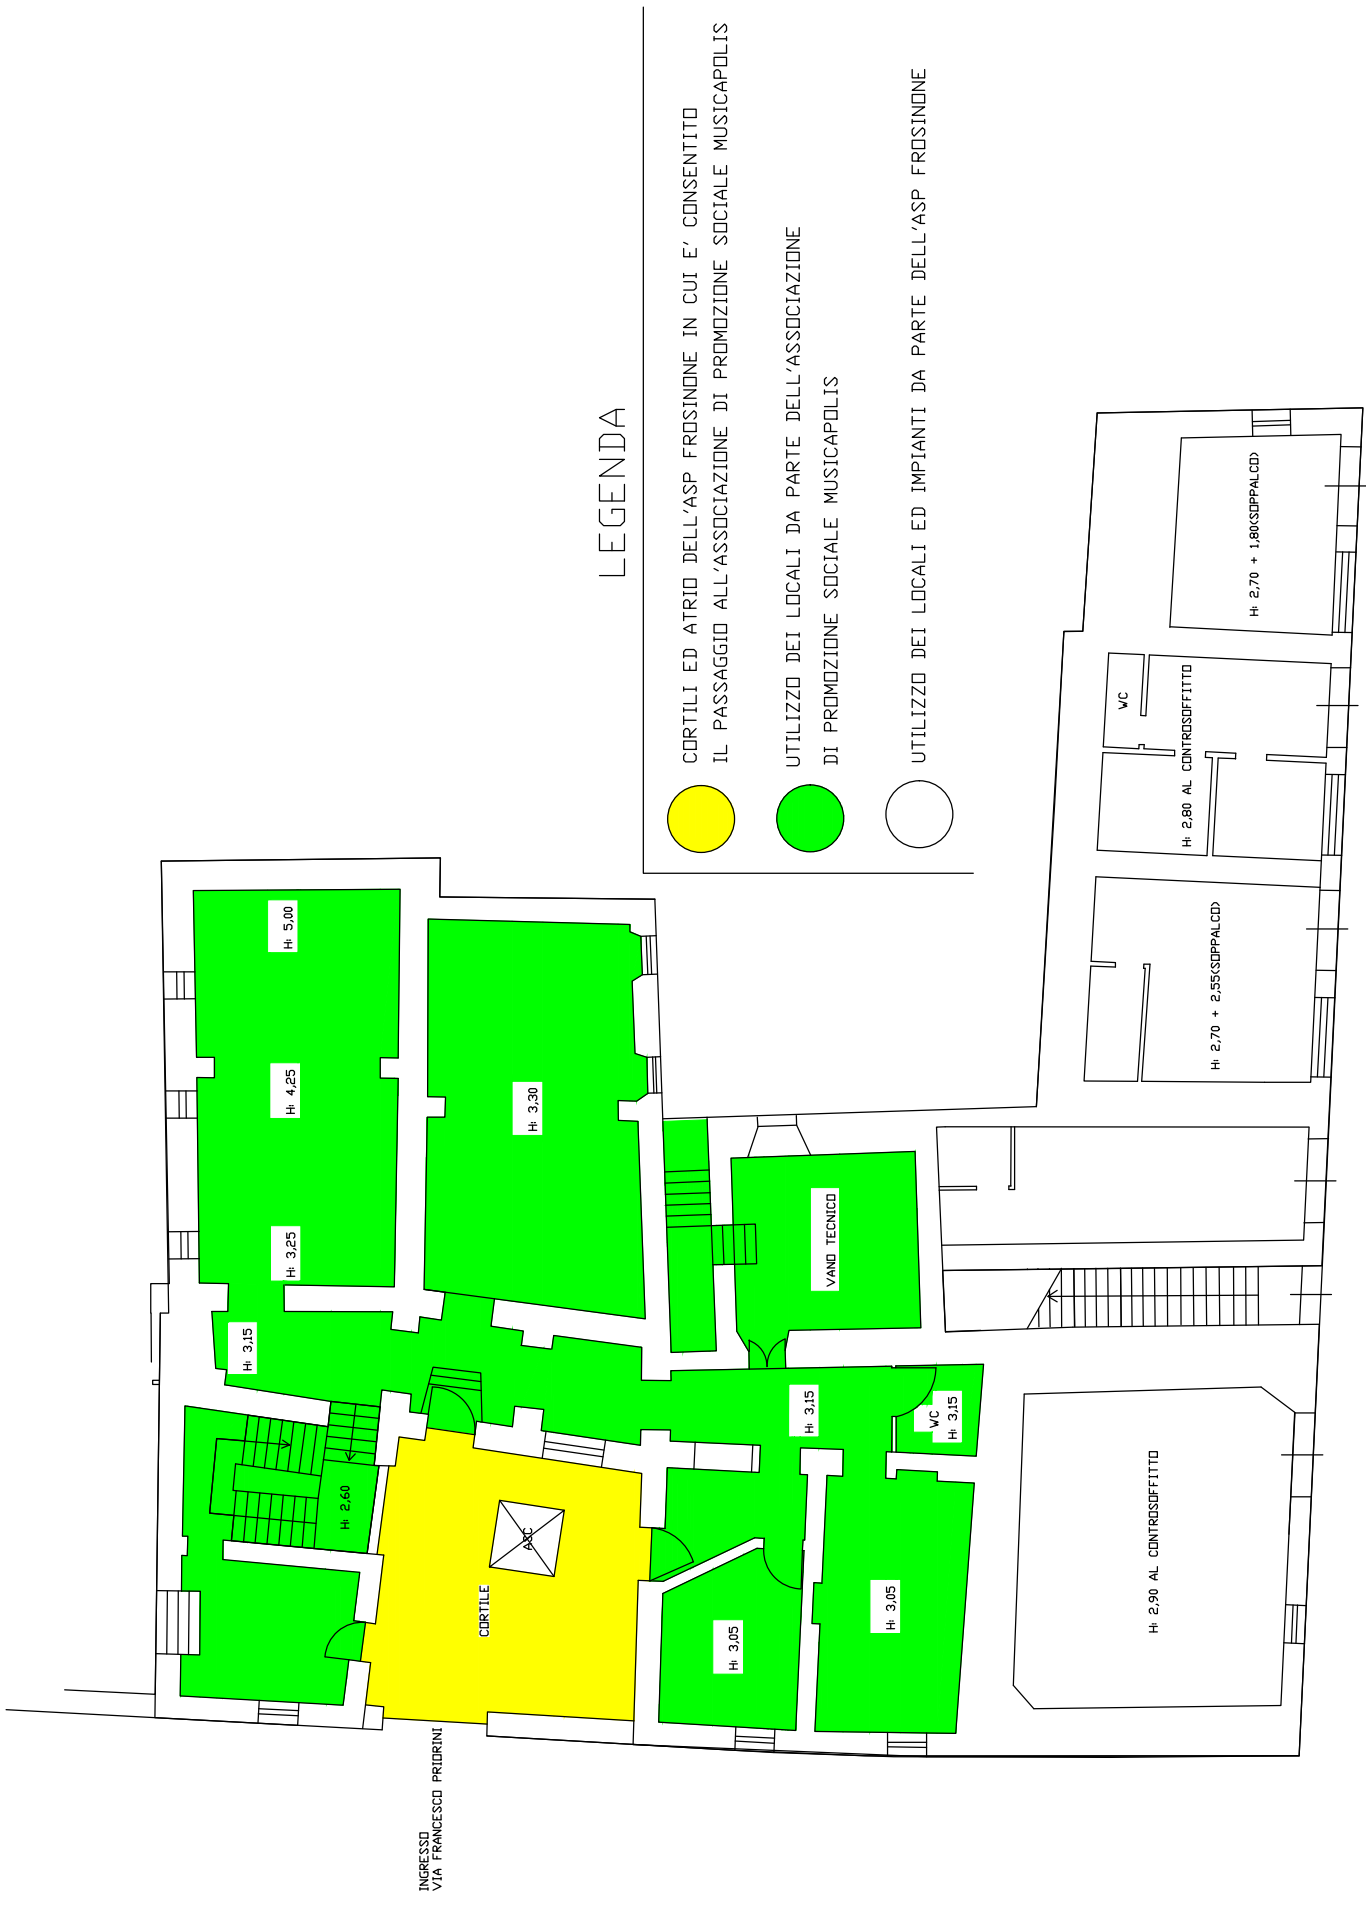 LEGENDA
CORTILI ED ATRIO DELL'ASP FROSINONE IN CUI E' CONSENTITO
IL PASSAGGIO ALL'ASSOCIAZIONE DI PROMOZIONE SOCIALE MUSICAPOLIS
UTILIZZO DEI LOCALI DA PARTE DELL'ASSOCIAZIONE
DI PROMOZIONE SOCIALE MUSICAPOLIS
UTILIZZO DEI LOCALI ED IMPIANTI DA PARTE DELL'ASP FROSINONE
H: 5,00
H: 4,25
H: 3,25
H: 3,15
H: 3,30
H: 2,60
VANO TECNICO
H: 3,15
WC
H: 3,15
ASC
CORTILE
H: 3,05
H: 3,05
INGRESSO
VIA FRANCESCO PRIORINI
H: 2,70 + 1,80(SOPPALCO)
WC
H: 2,80 AL CONTROSOFFITTO
H: 2,70 + 2,55(SOPPALCO)
H: 2,90 AL CONTROSOFFITTO